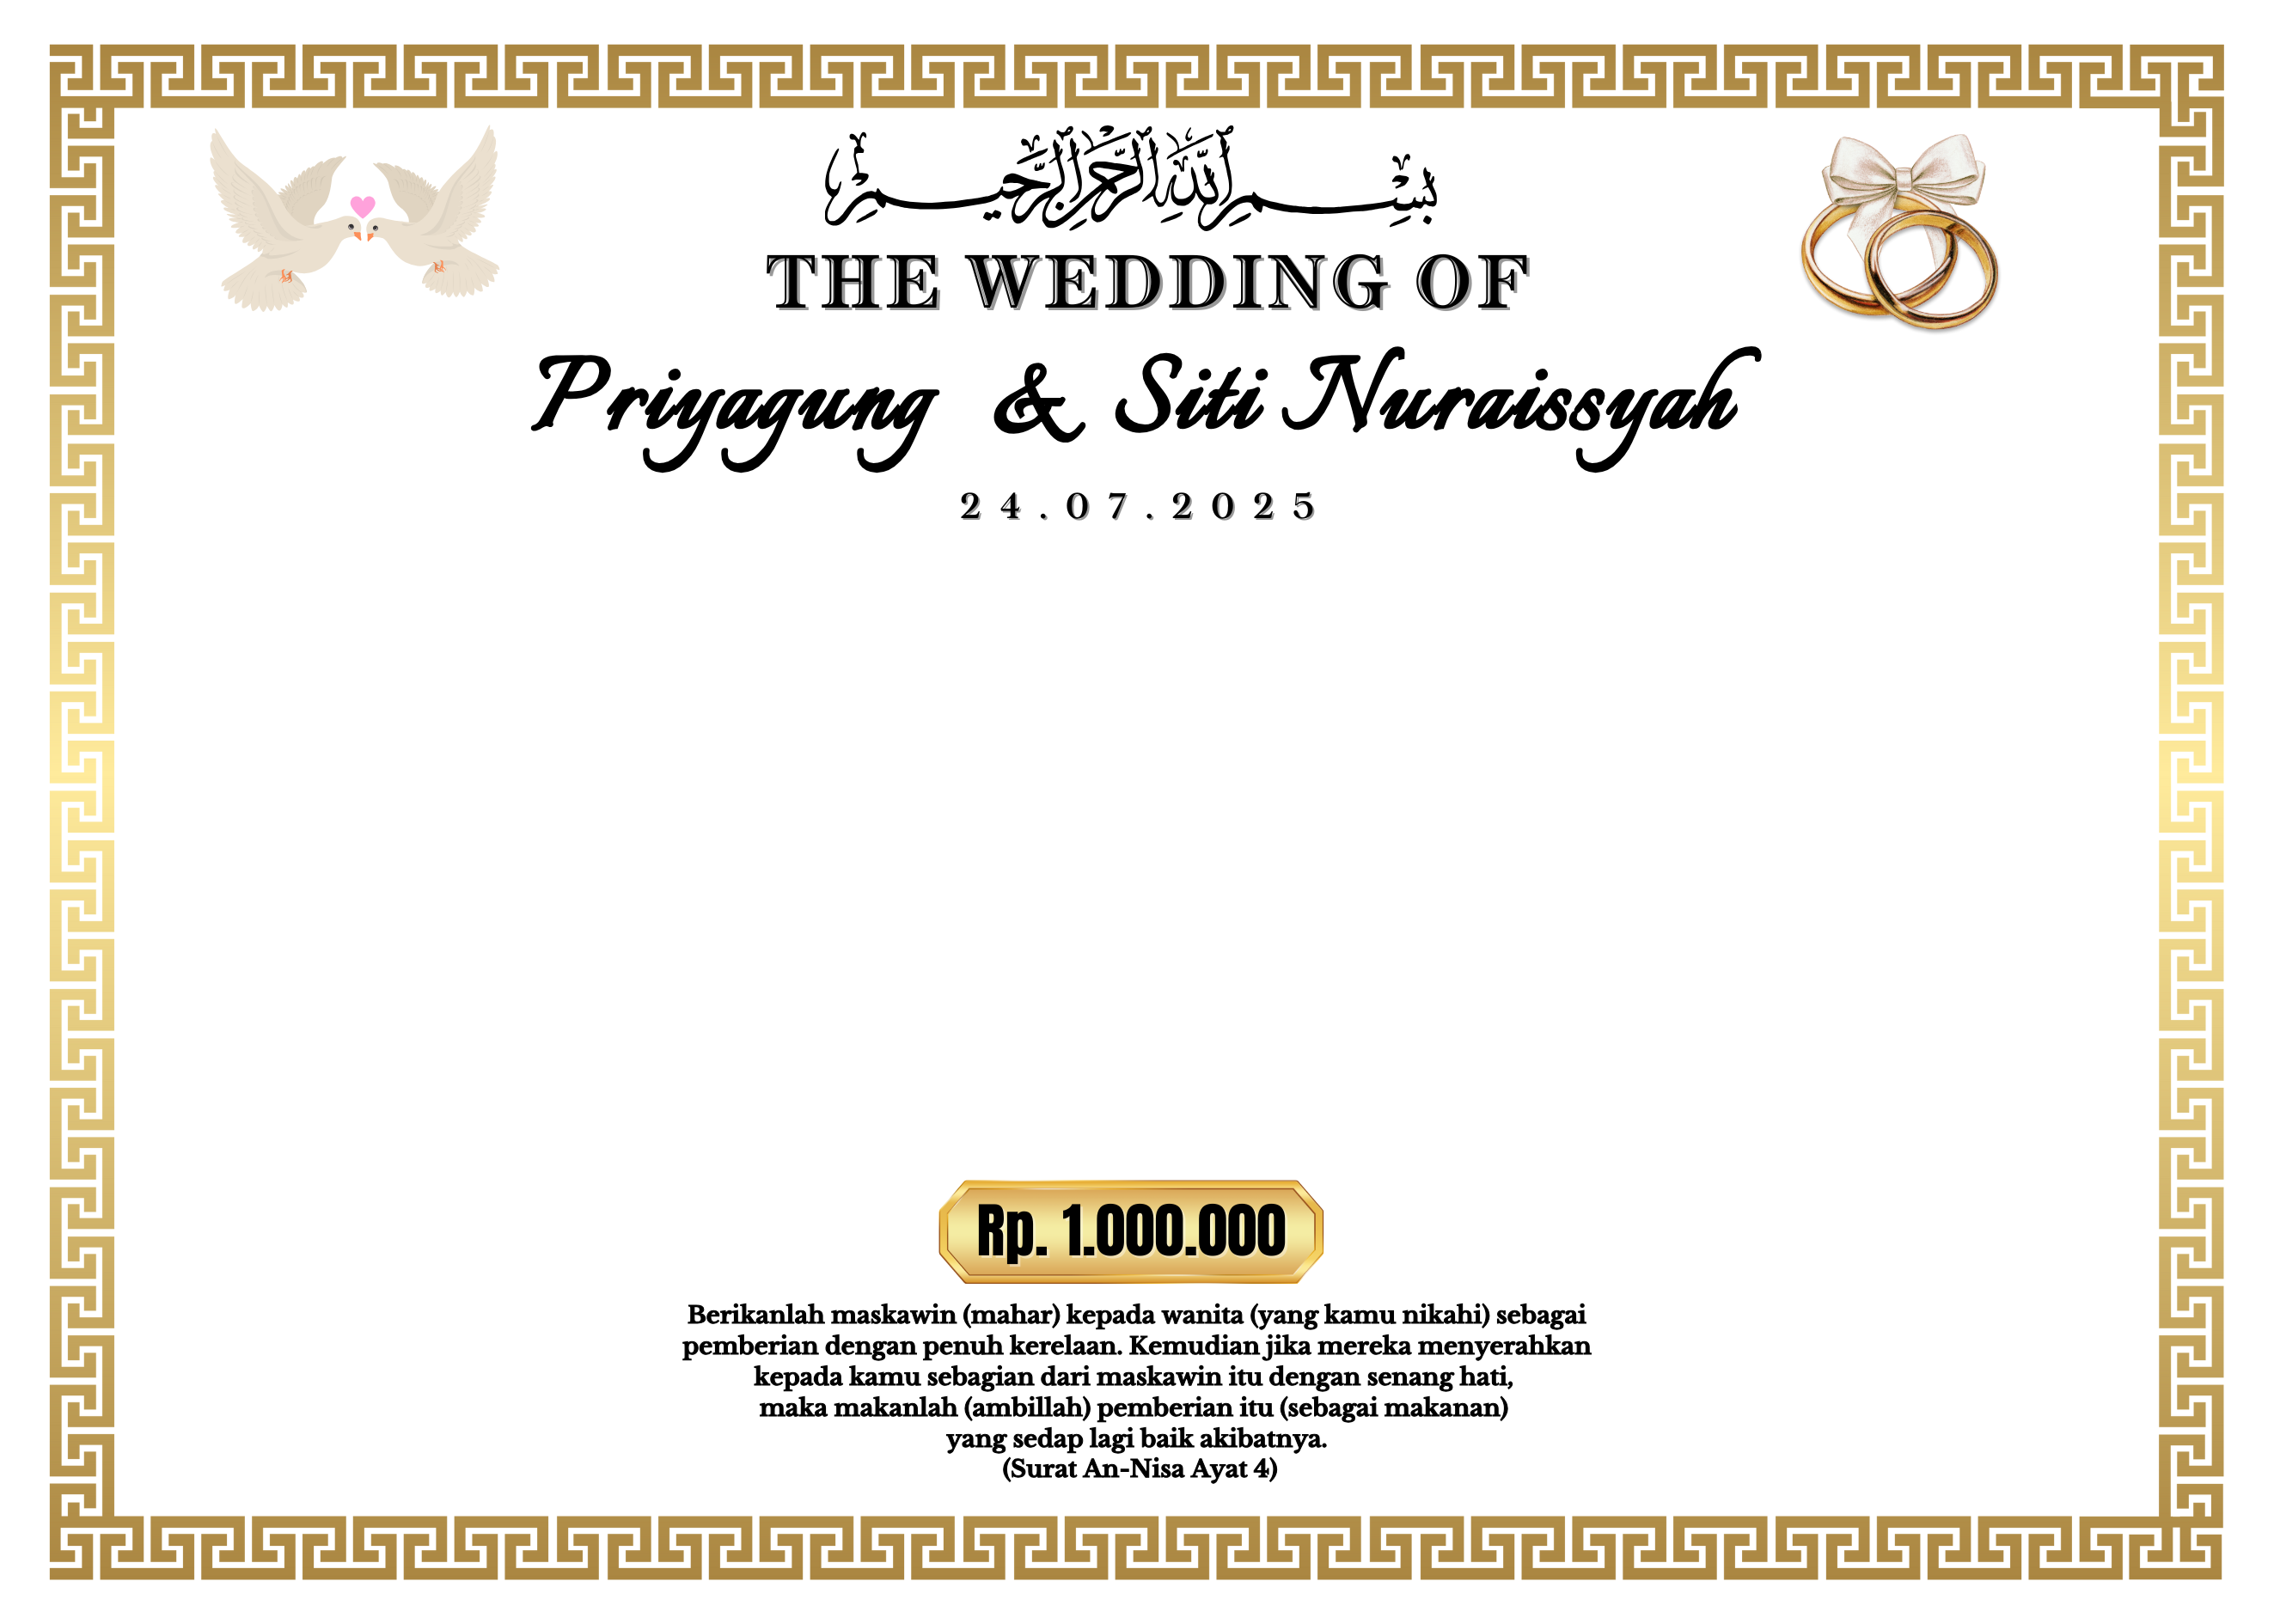 بِسْمِ اللَّهِ الرَّحْمَٰنِ الرَّحِيمِ
THE WEDDING OF
Priyagung & Siti Nuraissyah
24.07.2025
Rp. 1.000.000
Berikanlah maskawin (mahar) kepada wanita (yang kamu nikahi) sebagai
pemberian dengan penuh kerelaan. Kemudian jika mereka menyerahkan
kepada kamu sebagian dari maskawin itu dengan senang hati,
maka makanlah (ambillah) pemberian itu (sebagai makanan)
yang sedap lagi baik akibatnya.
(Surat An-Nisa Ayat 4)